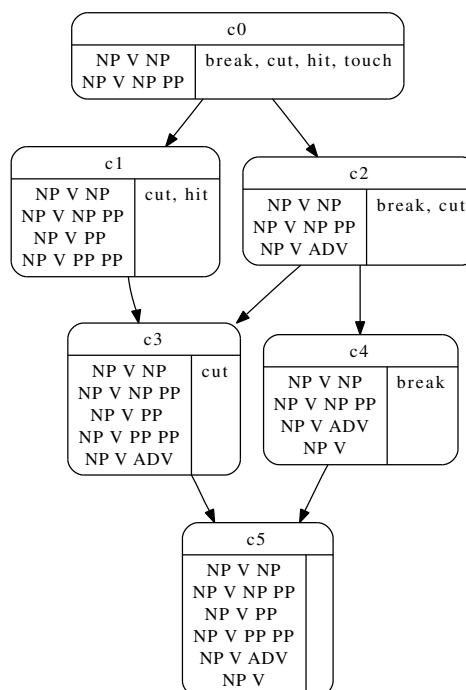 c0
NP V NP
NP V NP PP
break, cut, hit, touch
c1
NP V NP
NP V NP PP
NP V PP
NP V PP PP
cut, hit
c2
NP V NP
NP V NP PP
NP V ADV
break, cut
c3
NP V NP
NP V NP PP
NP V PP
NP V PP PP
NP V ADV
cut
c4
NP V NP
NP V NP PP
NP V ADV
NP V
break
c5
NP V NP
NP V NP PP
NP V PP
NP V PP PP
NP V ADV
NP V